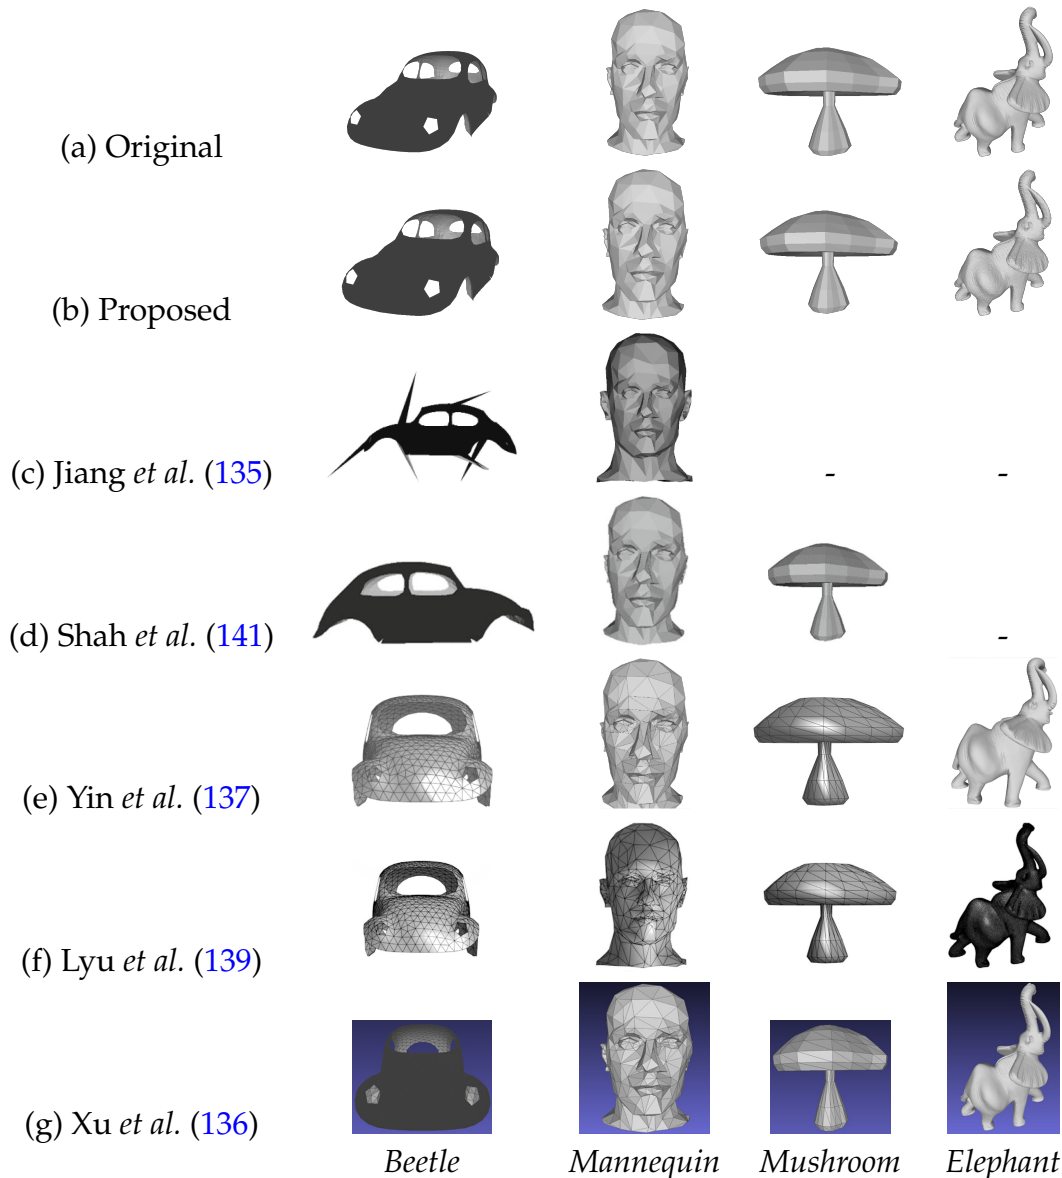 (a) Original
(b) Proposed
(c) Jiang et al. (135) - -
(d) Shah et al. (141) -
(e) Yin et al. (137)
(f) Lyu et al. (139)
(g) Xu et al. (136)
Beetle Mannequin Mushroom Elephant